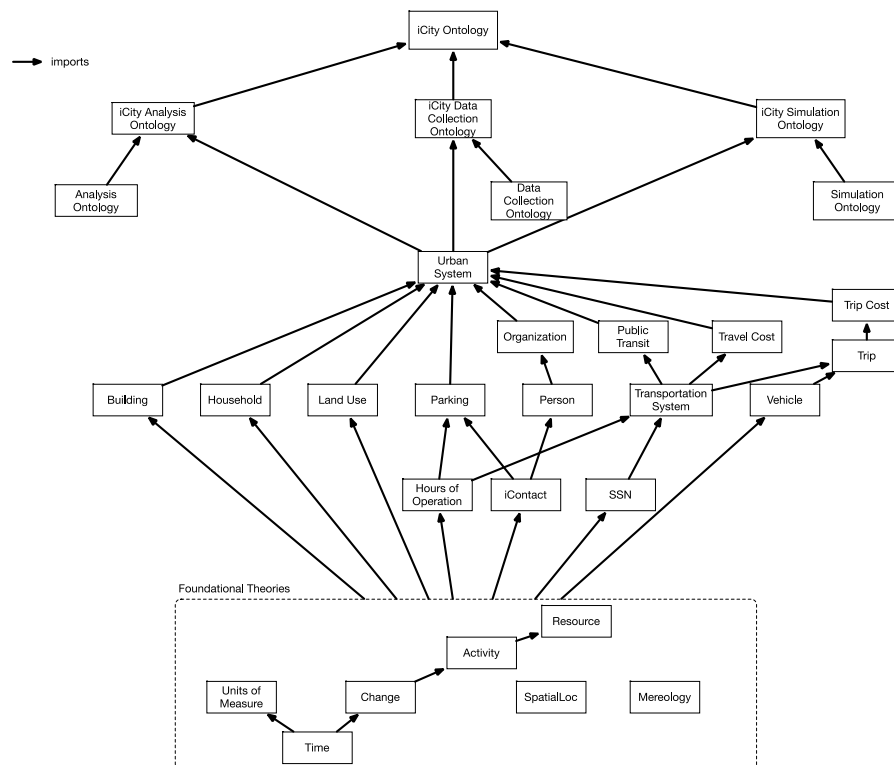 iCity Ontology
imports
iCity Analysis
Ontology
iCity Data
Collection
Ontology
iCity Simulation
Ontology
Analysis
Ontology
Data
Collection
Ontology
Simulation
Ontology
Urban
System
Trip Cost
Organization
Public
Transit
Travel Cost
Trip
Building
Household
Land Use
Parking
Person
Transportation
System
Vehicle
Hours of
Operation
iContact
SSN
Foundational Theories
Resource
Activity
Units of
Measure
Change
SpatialLoc
Mereology
Time